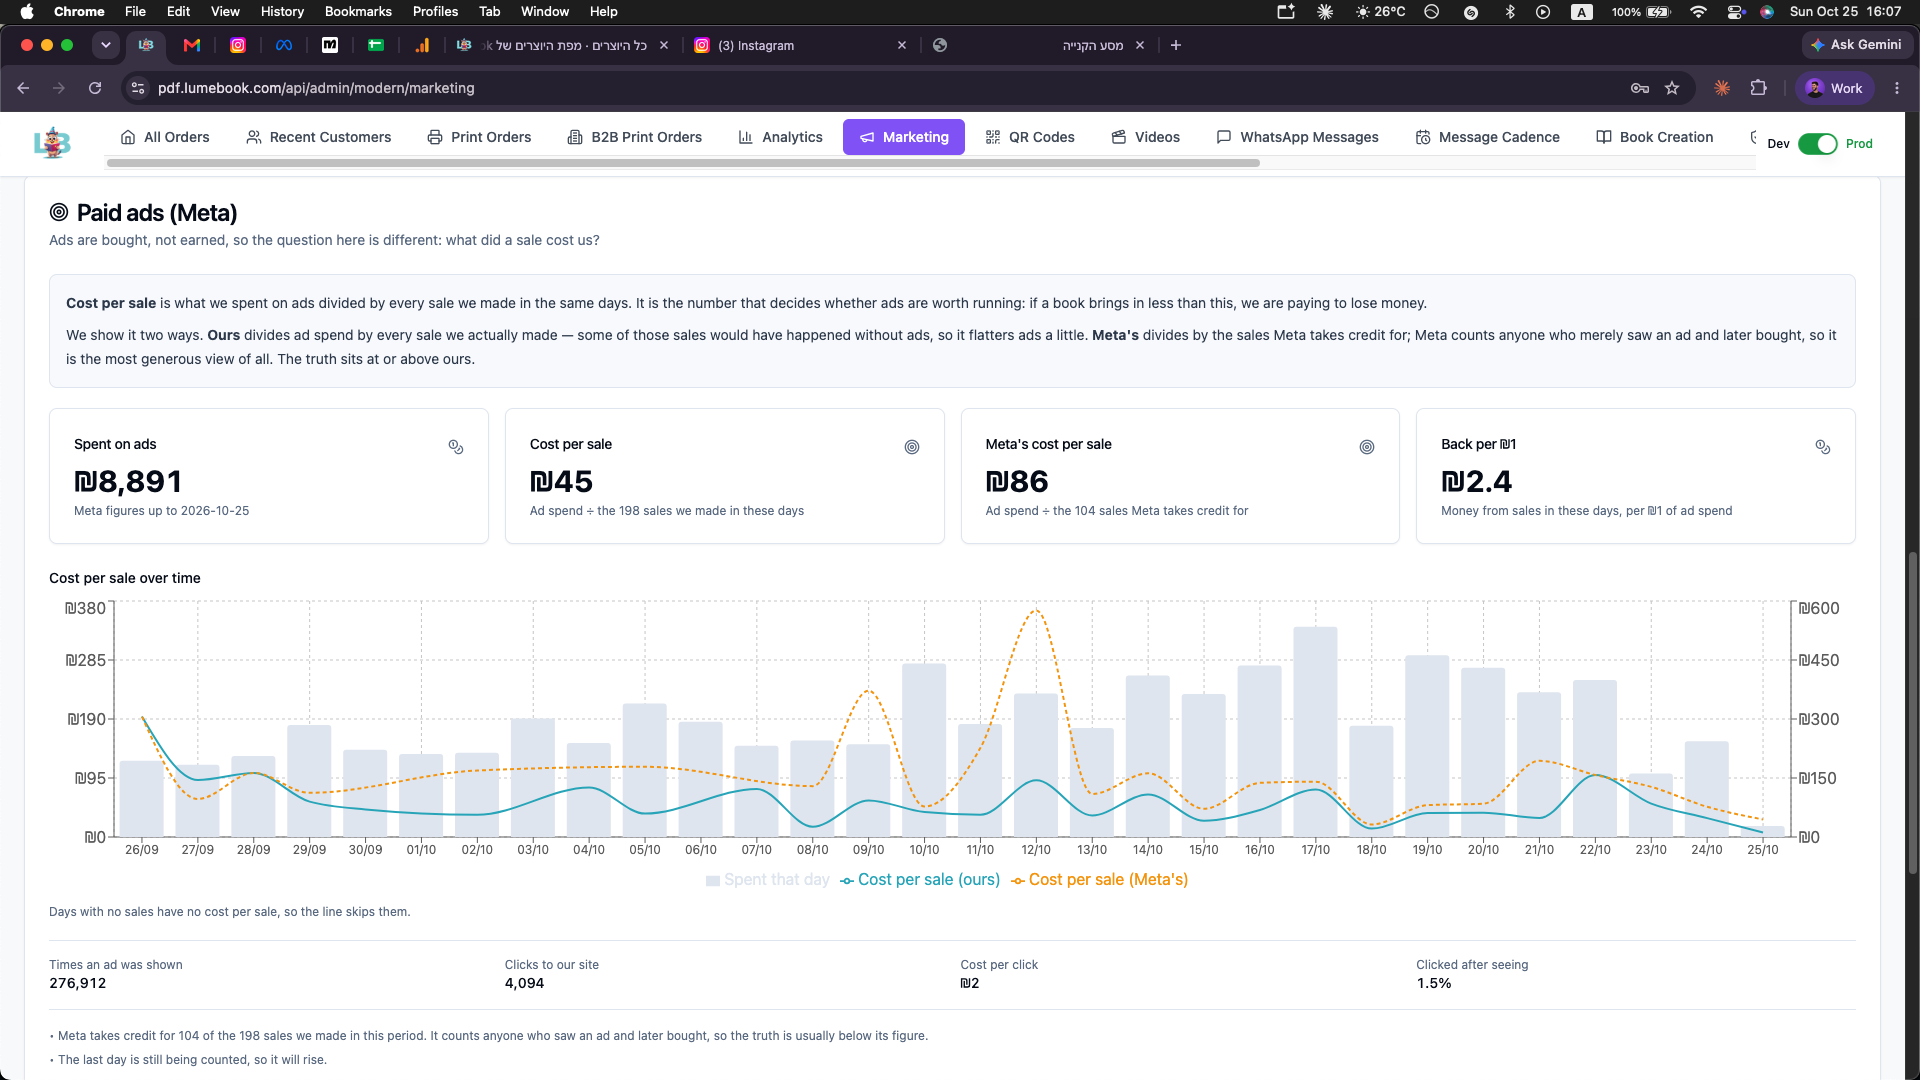 Chrome File Edit View History Bookmarks Profiles Tab Window Help 26°C A 100% Sun Oct 25 16:07
כל היוצרים · מפת היוצרים של (3) Instagram מסע הקנייה Ask Gemini
pdf.lumebook.com/api/admin/modern/marketing Work
LB All Orders Recent Customers Print Orders B2B Print Orders Analytics Marketing QR Codes Videos WhatsApp Messages Message Cadence Book Creation Dev Prod
Paid ads (Meta)
Ads are bought, not earned, so the question here is different: what did a sale cost us?
Cost per sale is what we spent on ads divided by every sale we made in the same days. It is the number that decides whether ads are worth running: if a book brings in less than this, we are paying to lose money.
We show it two ways. Ours divides ad spend by every sale we actually made — some of those sales would have happened without ads, so it flatters ads a little. Meta's divides by the sales Meta takes credit for; Meta counts anyone who merely saw an ad and later bought, so it
is the most generous view of all. The truth sits at or above ours.
Spent on ads
₪8,891
Meta figures up to 2026-10-25
Cost per sale
₪45
Ad spend ÷ the 198 sales we made in these days
Meta's cost per sale
₪86
Ad spend ÷ the 104 sales Meta takes credit for
Back per ₪1
₪2.4
Money from sales in these days, per ₪1 of ad spend
Cost per sale over time
₪380 ₪600
₪285 ₪450
₪190 ₪300
₪95 ₪150
₪0 ₪0
26/09 27/09 28/09 29/09 30/09 01/10 02/10 03/10 04/10 05/10 06/10 07/10 08/10 09/10 10/10 11/10 12/10 13/10 14/10 15/10 16/10 17/10 18/10 19/10 20/10 21/10 22/10 23/10 24/10 25/10
Spent that day Cost per sale (ours) Cost per sale (Meta's)
Days with no sales have no cost per sale, so the line skips them.
Times an ad was shown
276,912
Clicks to our site
4,094
Cost per click
₪2
Clicked after seeing
1.5%
• Meta takes credit for 104 of the 198 sales we made in this period. It counts anyone who saw an ad and later bought, so the truth is usually below its figure.
• The last day is still being counted, so it will rise.